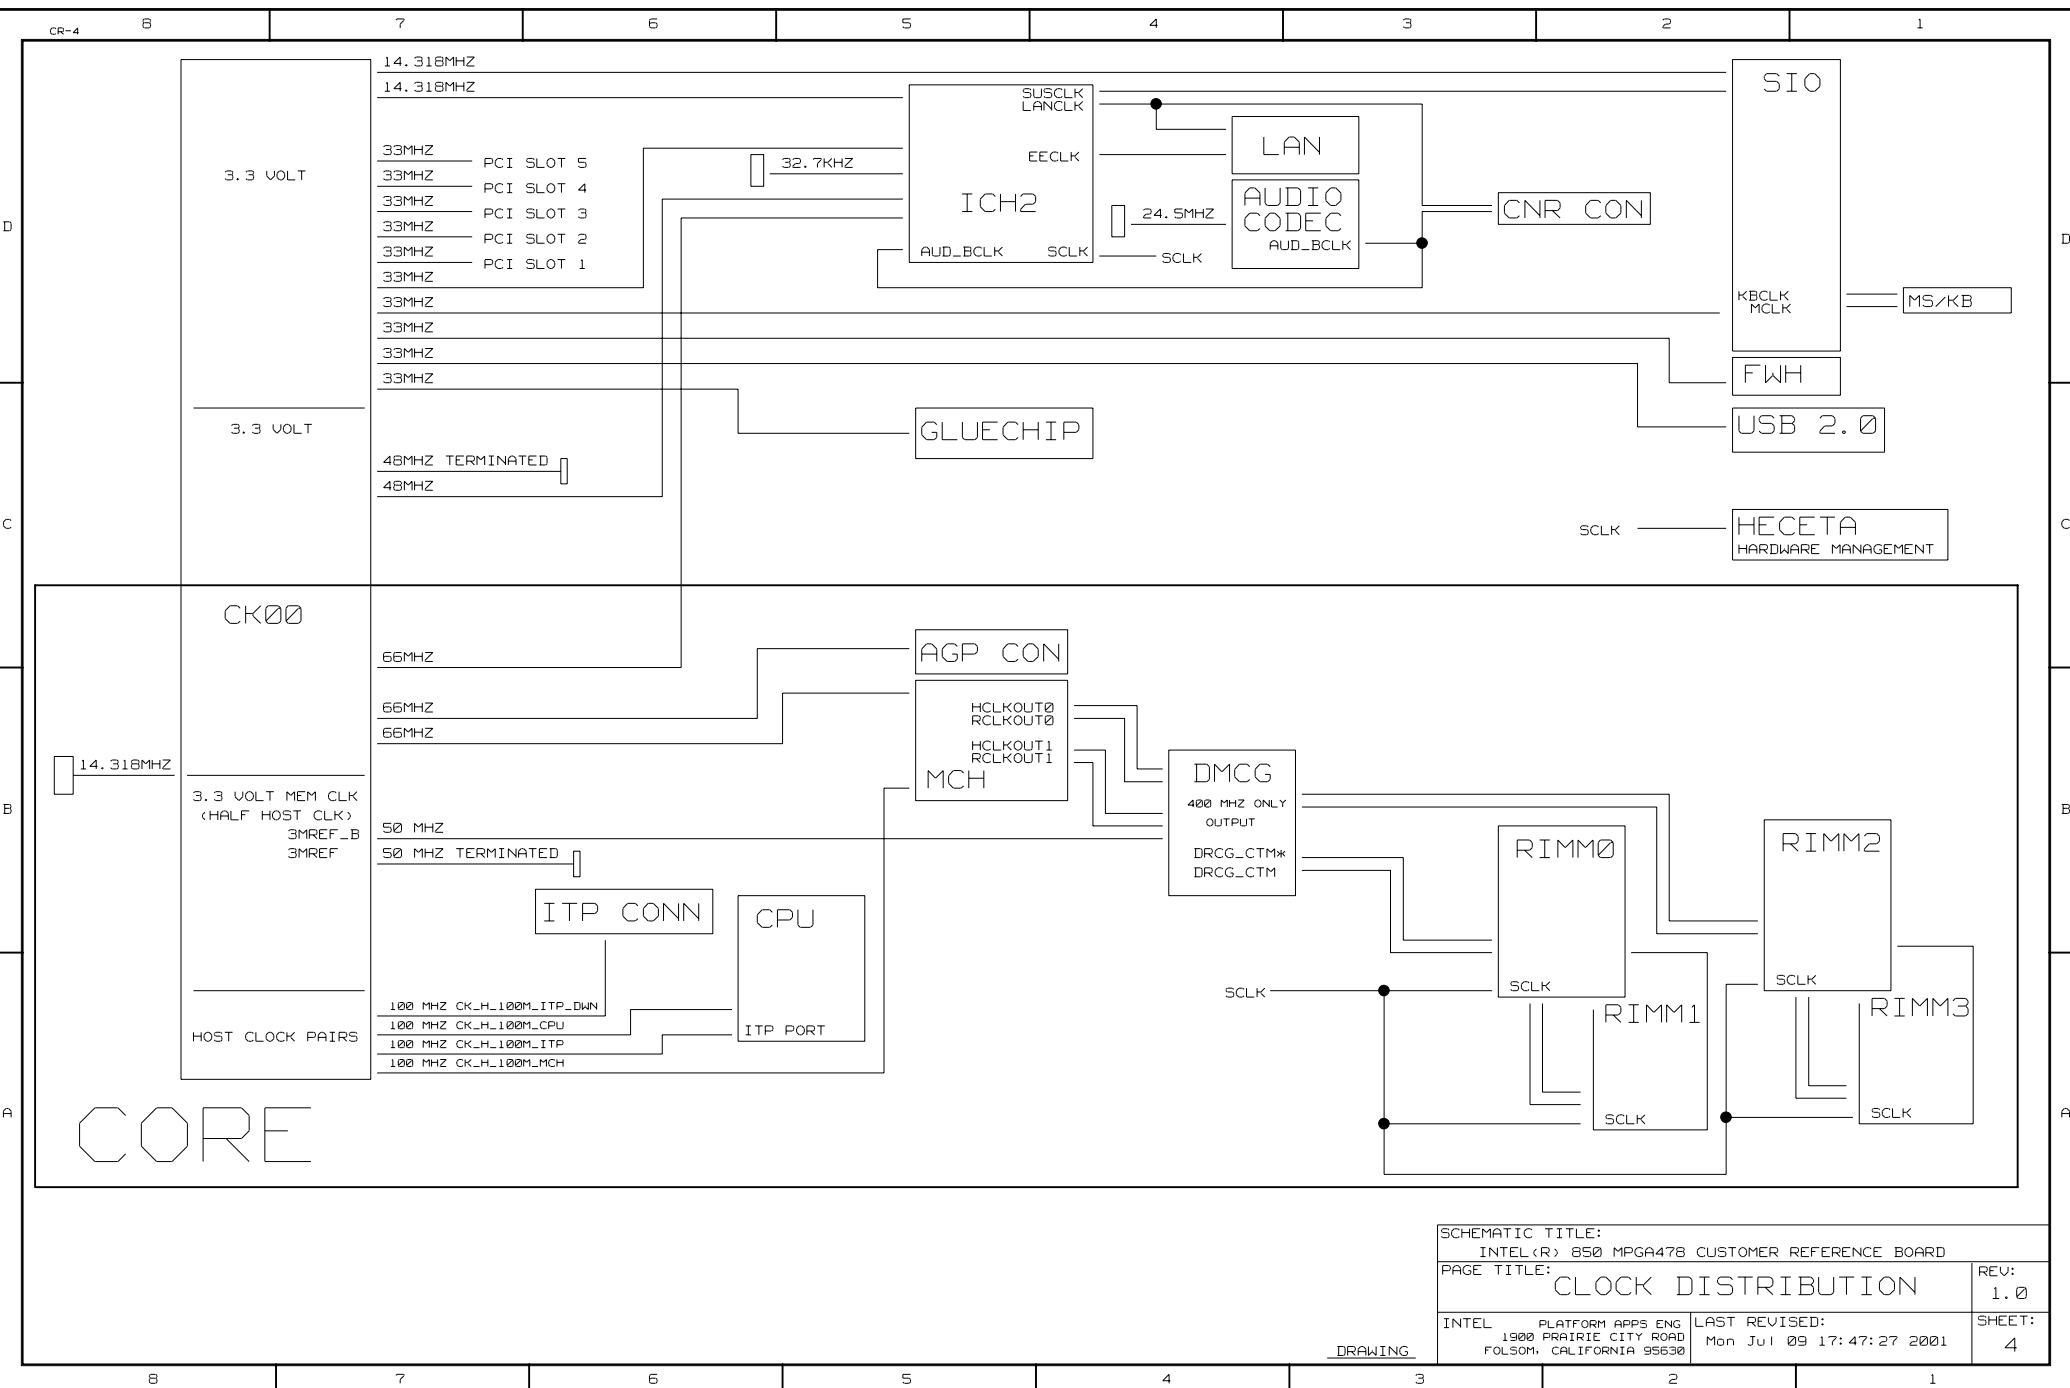 CR-4
8 7 6 5 4 3 2 1
14.318MHZ
14.318MHZ
3.3 VOLT
33MHZ PCI SLOT 5
33MHZ PCI SLOT 4
33MHZ PCI SLOT 3
33MHZ PCI SLOT 2
33MHZ PCI SLOT 1
33MHZ
33MHZ
33MHZ
33MHZ
33MHZ
32.7KHZ
SUSCLK
LANCLK
EECLK
ICH2
AUD_BCLK SCLK
SCLK
LAN
24.5MHZ
AUDIO
CODEC
AUD_BCLK
CNR CON
SIO
KBCLK
MCLK
MS/KB
FWH
USB 2.0
GLUECHIP
D
D
3.3 VOLT
48MHZ TERMINATED
48MHZ
SCLK
HECETA
HARDWARE MANAGEMENT
C
C
CK00
66MHZ
66MHZ
66MHZ
AGP CON
HCLKOUT0
RCLKOUT0
HCLKOUT1
RCLKOUT1
MCH
14.318MHZ
3.3 VOLT MEM CLK
(HALF HOST CLK)
3MREF_B
3MREF
50 MHZ
50 MHZ TERMINATED
DMCG
400 MHZ ONLY
OUTPUT
DRCG_CTM*
DRCG_CTM
B
B
ITP CONN
CPU
ITP PORT
RIMM0
SCLK
RIMM2
SCLK
SCLK
RIMM1
SCLK
RIMM3
SCLK
HOST CLOCK PAIRS
100 MHZ CK_H_100M_ITP_DWN
100 MHZ CK_H_100M_CPU
100 MHZ CK_H_100M_ITP
100 MHZ CK_H_100M_MCH
A
A
CORE
SCHEMATIC TITLE:
INTEL(R) 850 MPGA478 CUSTOMER REFERENCE BOARD
PAGE TITLE:
CLOCK DISTRIBUTION
REV:
1.0
INTEL PLATFORM APPS ENG
1900 PRAIRIE CITY ROAD
FOLSOM, CALIFORNIA 95630
LAST REVISED:
Mon Jul 09 17:47:27 2001
SHEET:
4
DRAWING
8 7 6 5 4 3 2 1